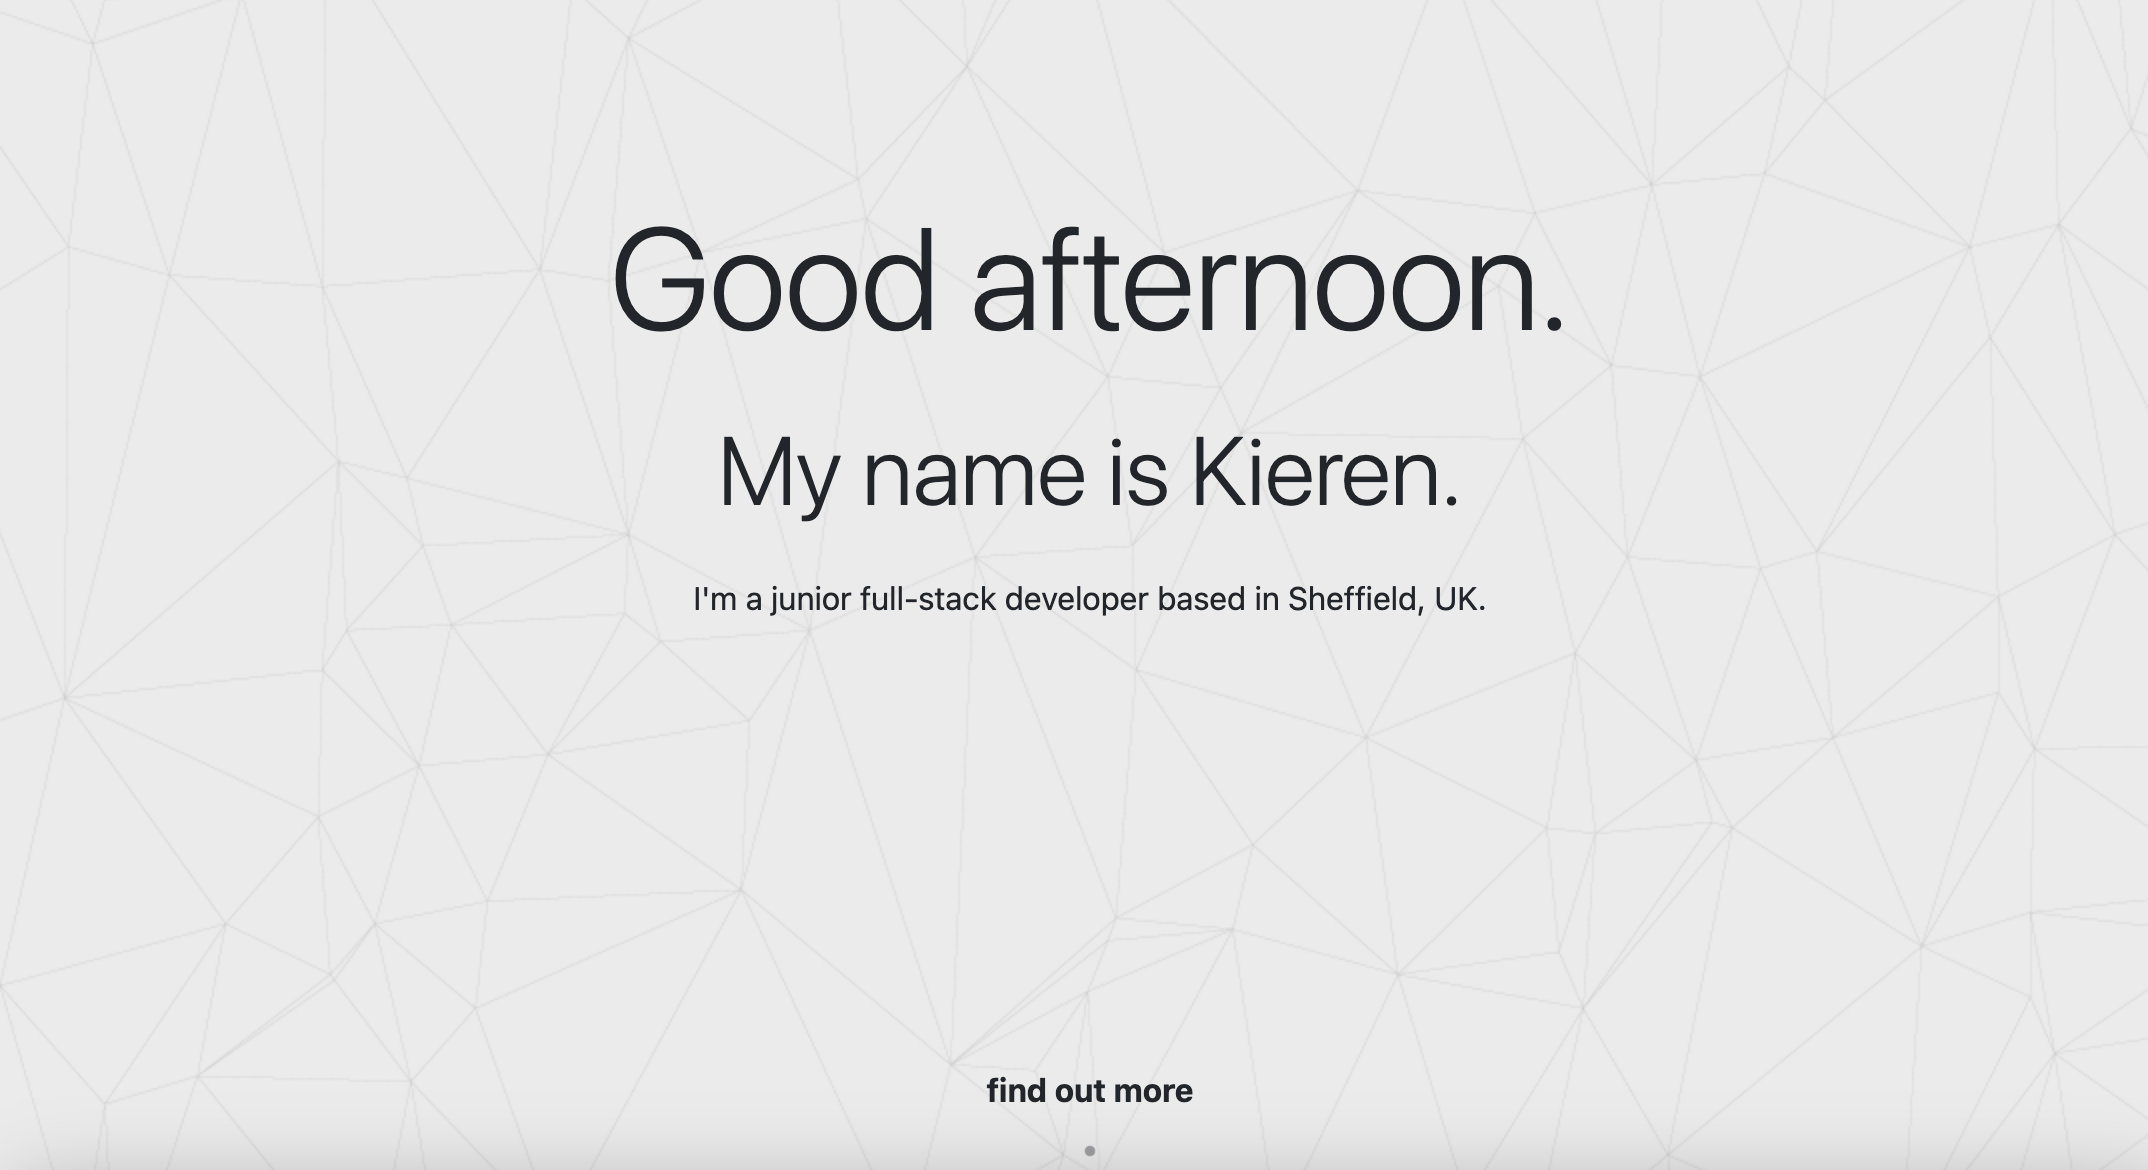 Good afternoon.
My name is Kieren.
I'm a junior full-stack developer based in Sheffield, UK.
find out more